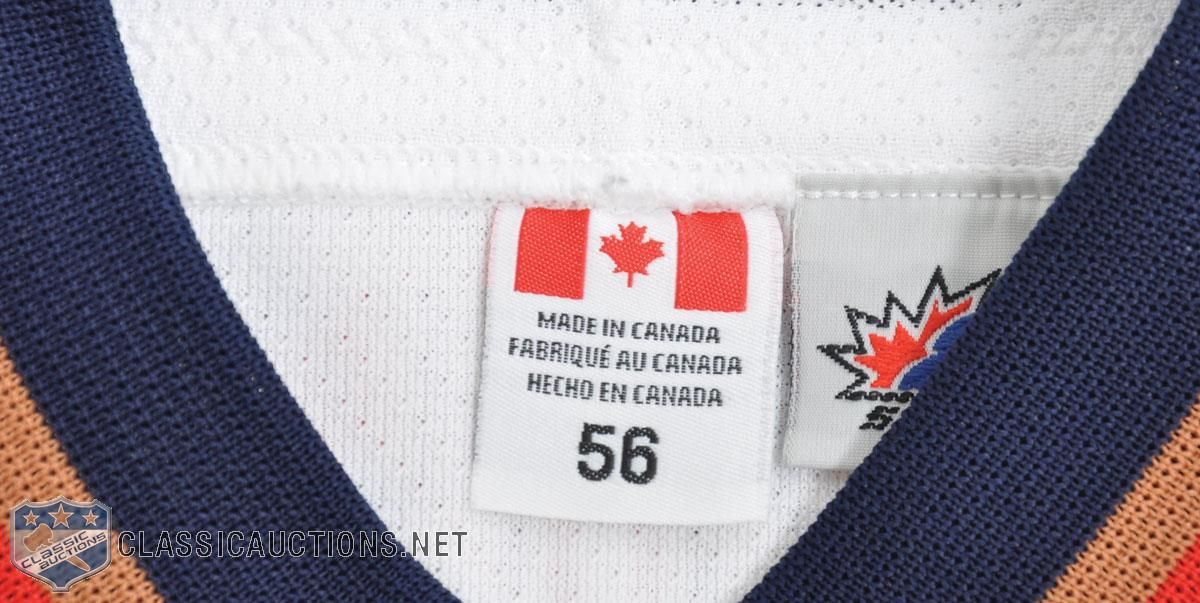 MADE IN CANADA
FABRIQUÉ AU CANADA
HECHO EN CANADA
56
CLASSIC
AUCTIONS
CLASSICAUCTIONS.NET